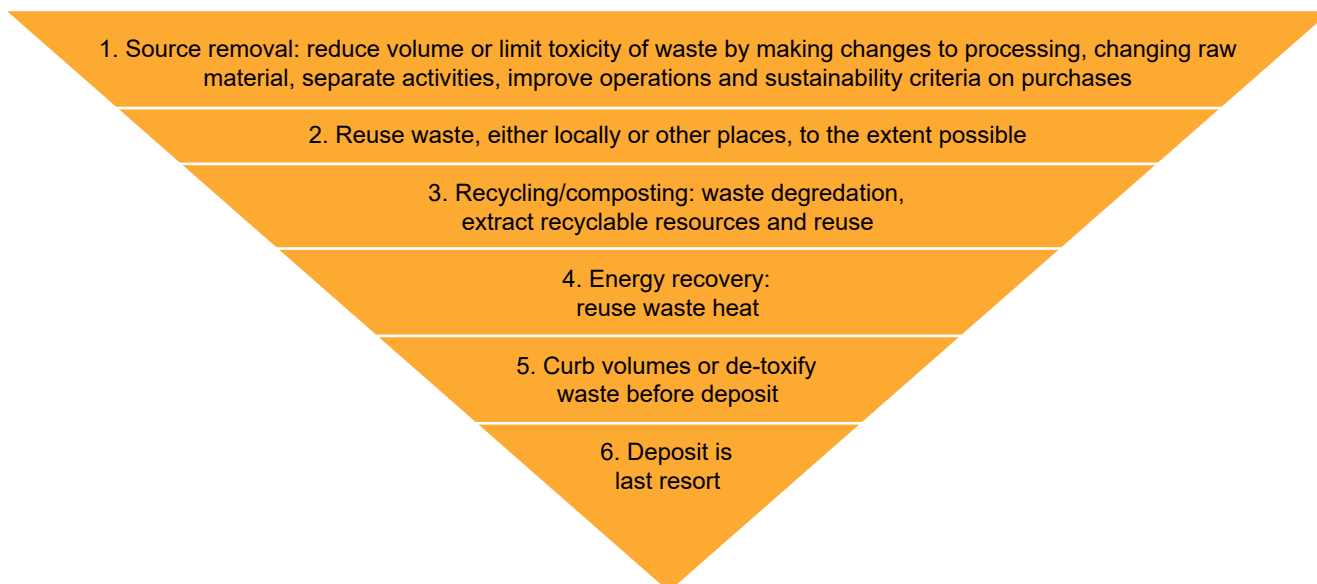 1. Source removal: reduce volume or limit toxicity of waste by making changes to processing, changing raw
material, separate activities, improve operations and sustainability criteria on purchases
2. Reuse waste, either locally or other places, to the extent possible
3. Recycling/composting: waste degredation,
extract recyclable resources and reuse
4. Energy recovery:
reuse waste heat
5. Curb volumes or de-toxify
waste before deposit
6. Deposit is
last resort